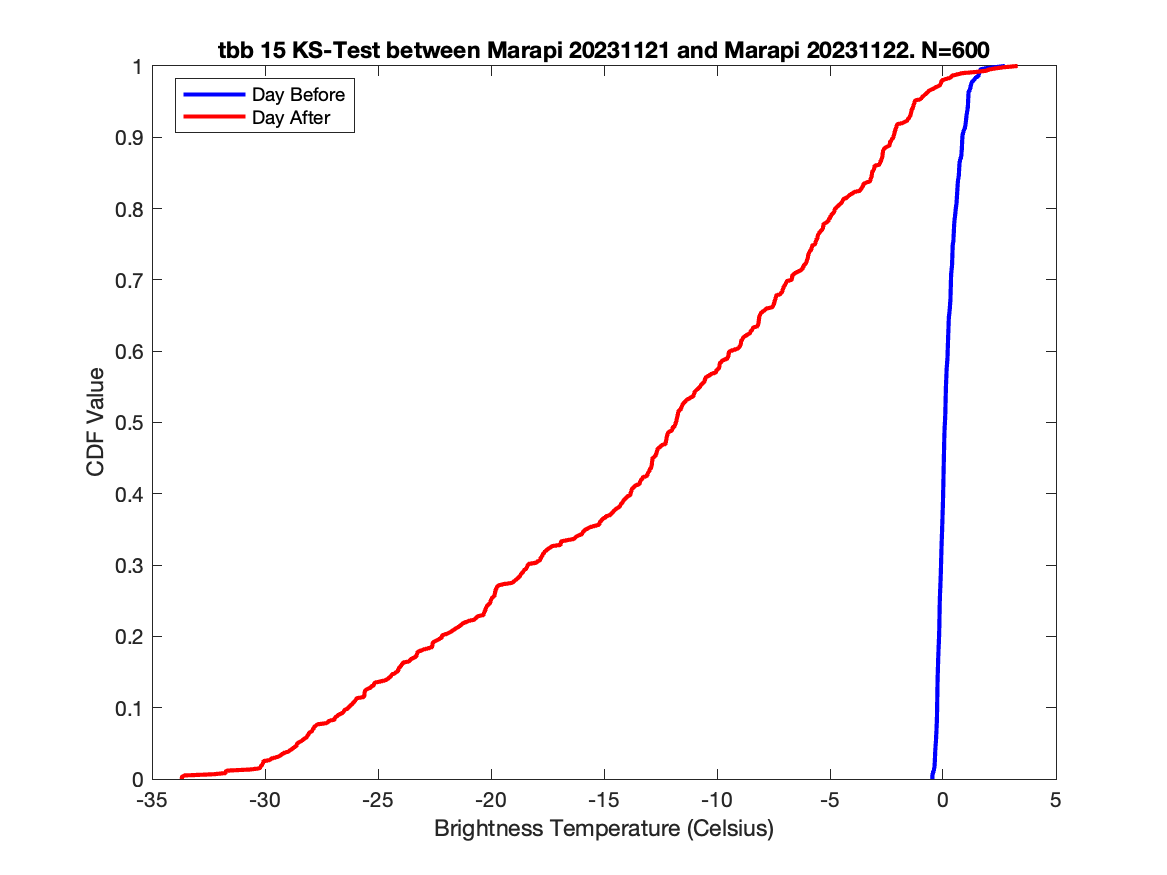 tbb 15 KS-Test between Marapi 20231121 and Marapi 20231122. N=600
Day Before
Day After
1
0.9
0.8
0.7
0.6
0.5
0.4
0.3
0.2
0.1
0
CDF Value
-35 -30 -25 -20 -15 -10 -5 0 5
Brightness Temperature (Celsius)